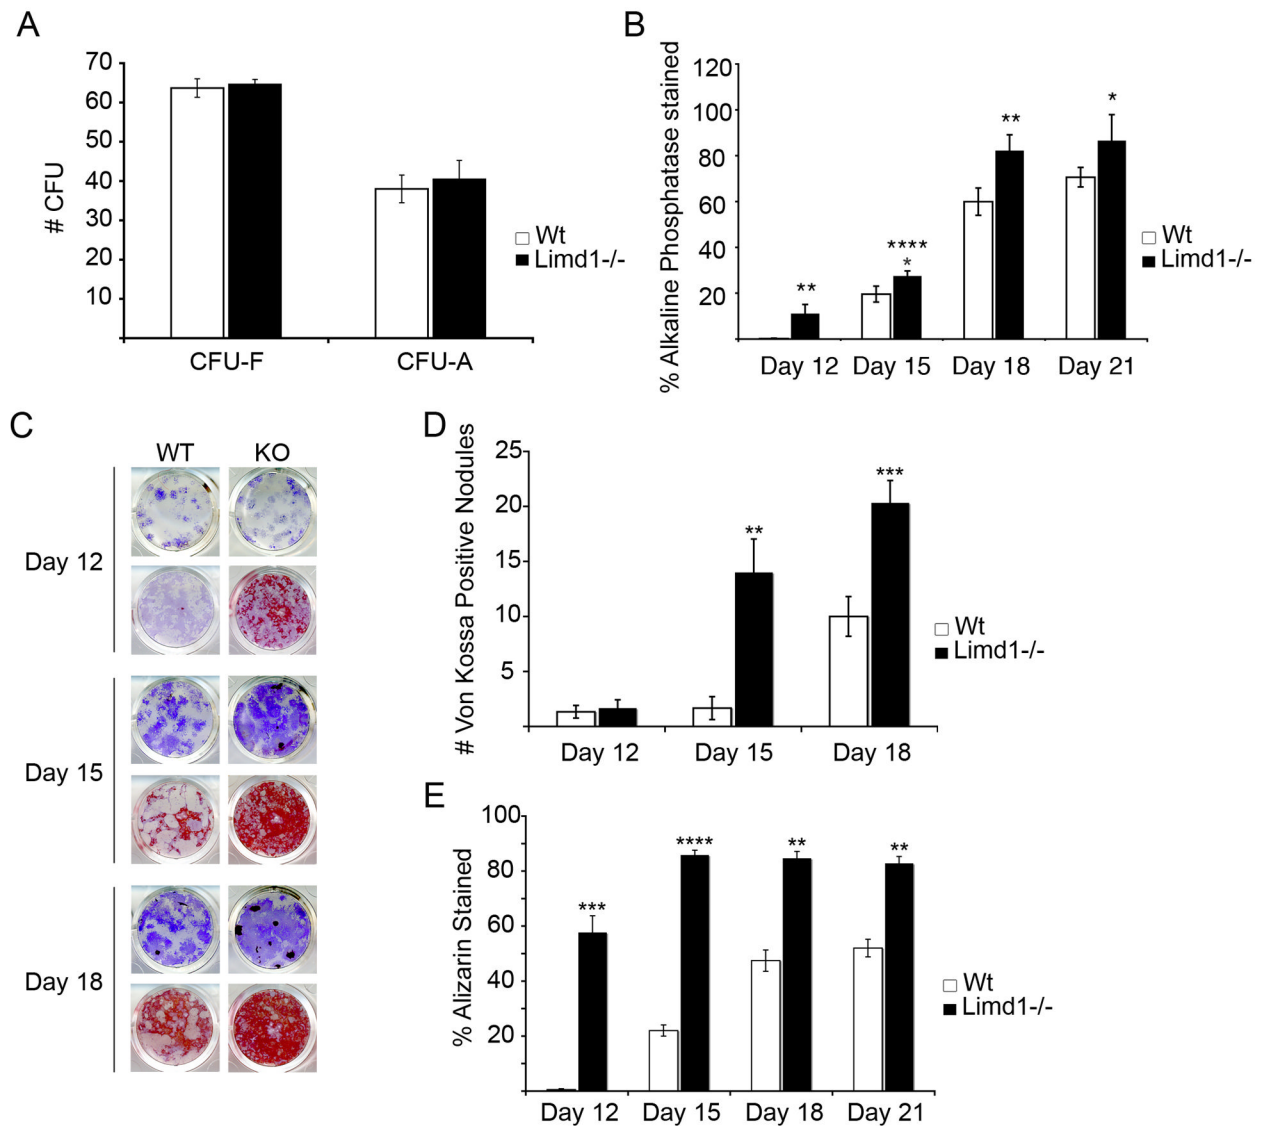 A
# CFU
70
60
50
40
30
20
10
CFU-F
CFU-A
Wt
Limd1-/-
B
% Alkaline Phosphatase stained
120
100
80
60
40
20
**
****
*
**
*
Day 12
Day 15
Day 18
Day 21
Wt
Limd1-/-
C
WT KO
Day 12
Day 15
Day 18
D
# Von Kossa Positive Nodules
25
20
15
10
5
**
***
Day 12
Day 15
Day 18
Wt
Limd1-/-
E
% Alizarin Stained
100
80
60
40
20
***
****
**
**
Day 12
Day 15
Day 18
Day 21
Wt
Limd1-/-